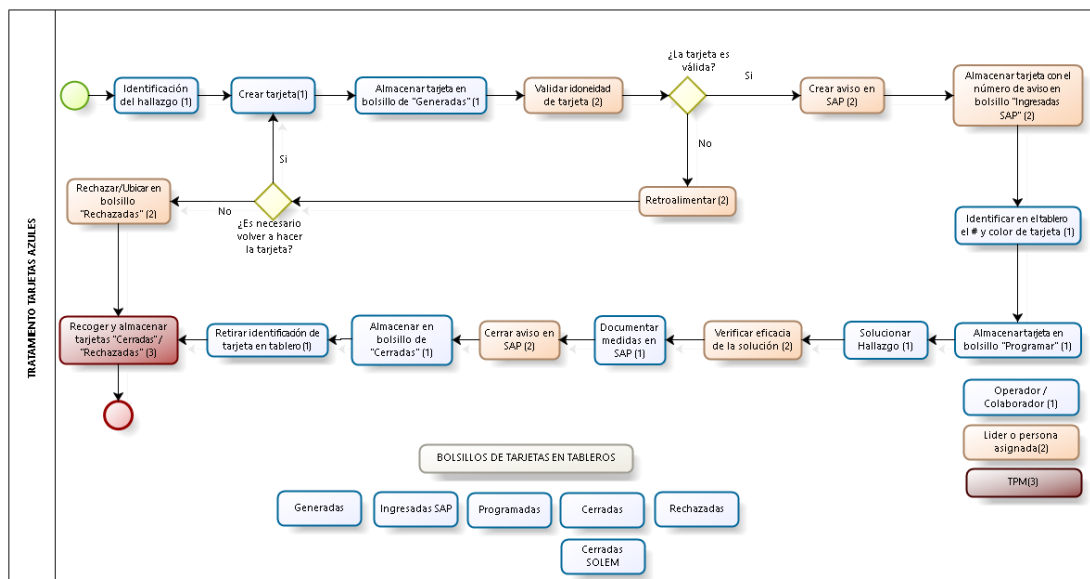 TRATAMIENTO TARJETAS AZULES
¿La tarjeta es
válida?
Identificación
del hallazgo (1)
Crear tarjeta(1)
Almacenar tarjeta en
bolsillo de "Generadas" (1
Validar idoneidad
de tarjeta (2)
Si
Crear aviso en
SAP (2)
Almacenar tarjeta con el
número de aviso en
bolsillo "Ingresadas
SAP" (2)
No
Si
Rechazar/Ubicar en
bolsillo
"Rechazadas" (2)
No
¿Es necesario
volver a hacer
la tarjeta?
Retroalimentar (2)
Identificar en el tablero
el # y color de tarjeta (1)
Recoger y almacenar
tarjetas "Cerradas"/
"Rechazadas" (3)
Retirar identificación de
tarjeta en tablero(1)
Almacenar en
bolsillo de
"Cerradas" (1)
Cerrar aviso en
SAP (2)
Documentar
medidas en
SAP (1)
Verificar eficacia
de la solución (2)
Solucionar
Hallazgo (1)
Almacenar tarjeta en
bolsillo "Programar" (1)
Operador /
Colaborador (1)
Lider o persona
asignada(2)
TPM(3)
BOLSILLOS DE TARJETAS EN TABLEROS
Generadas
Ingresadas SAP
Programadas
Cerradas
Rechazadas
Cerradas
SOLEM